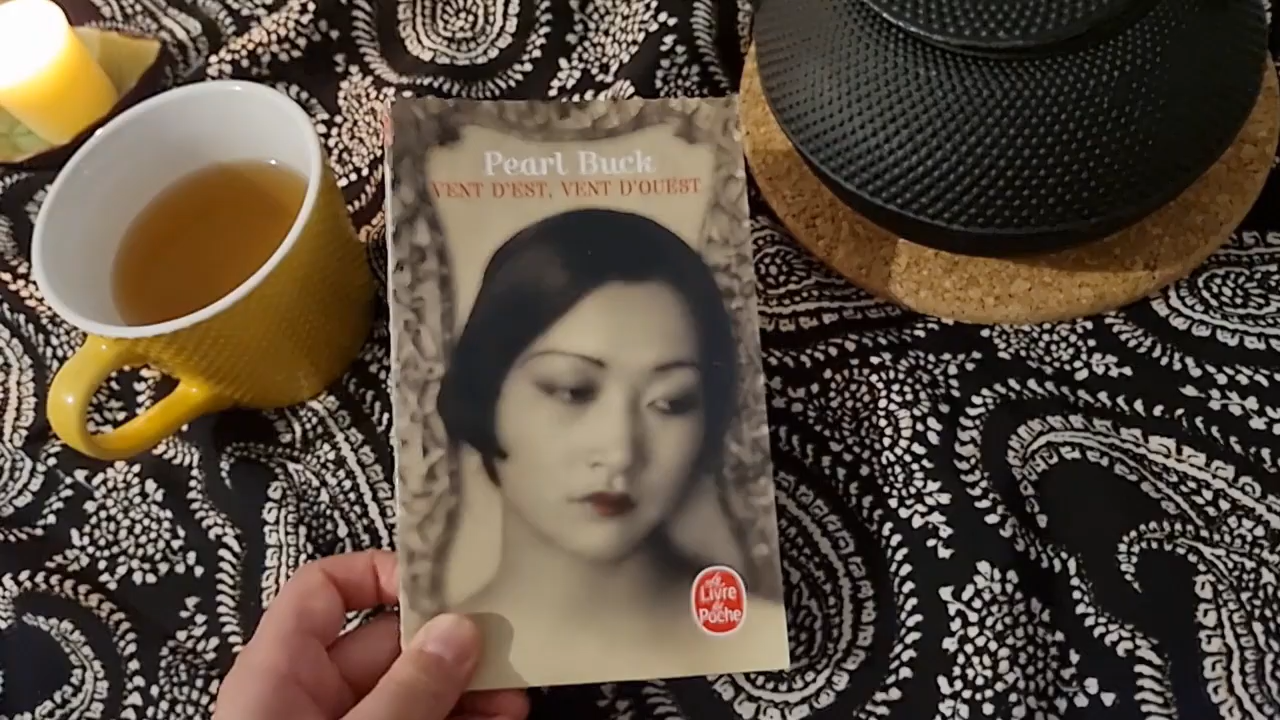 Pearl Buck
VENT D'EST, VENT D'OUEST
Le
Livre
de
Poche